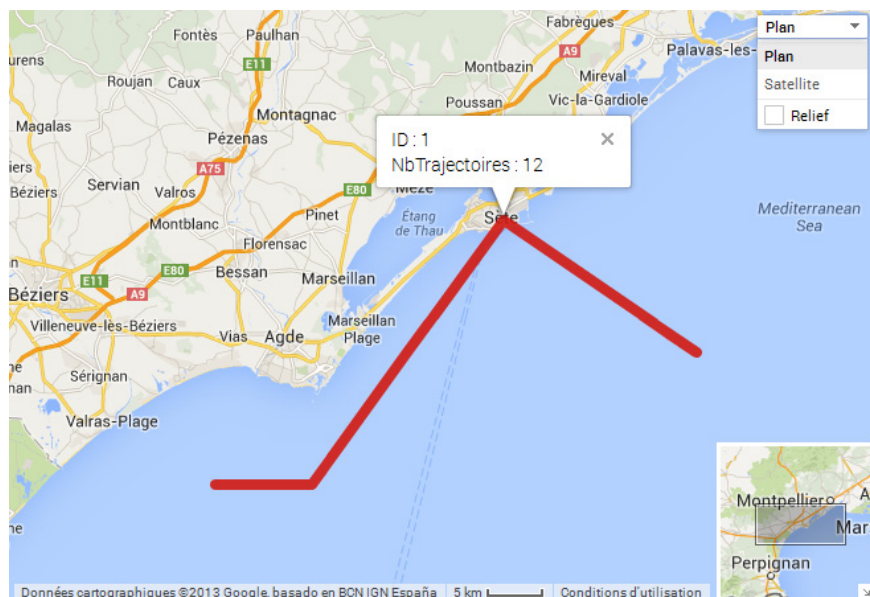 Fontès
Paulhan
Fabrègues
Plan
Plan
Satellite
Relief
E11
A9
Palavas-les-
Montbazin
Mireval
Roujan
Caux
Poussan
Vic-la-Gardiole
Montagnac
Magalas
Pézenas
ID : 1
NbTrajectoires : 12
A75
E80
Béziers
Servian
Valros
Pinet
Étang
de Thau
Sète
Mediterranean
Sea
Montblanc
Florensac
E80
Bessan
E11
A9
Marseillan
Béziers
Villeneuve-lès-Béziers
Vias
Agde
Marseillan
Plage
Sérignan
Valras-Plage
Montpellier
Mar
Perpignan
Données cartographiques ©2013 Google, basado en BCN IGN España
5 km
Conditions d'utilisation